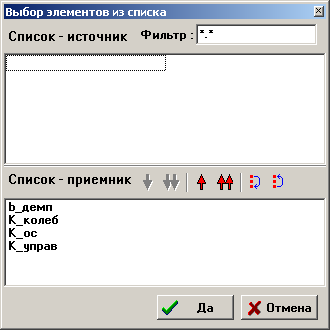 Выбор элементов из списка
Список - источник Фильтр : *.*
Список - приемник
b_демп
K_колеб
K_ос
K_управ
Да Отмена